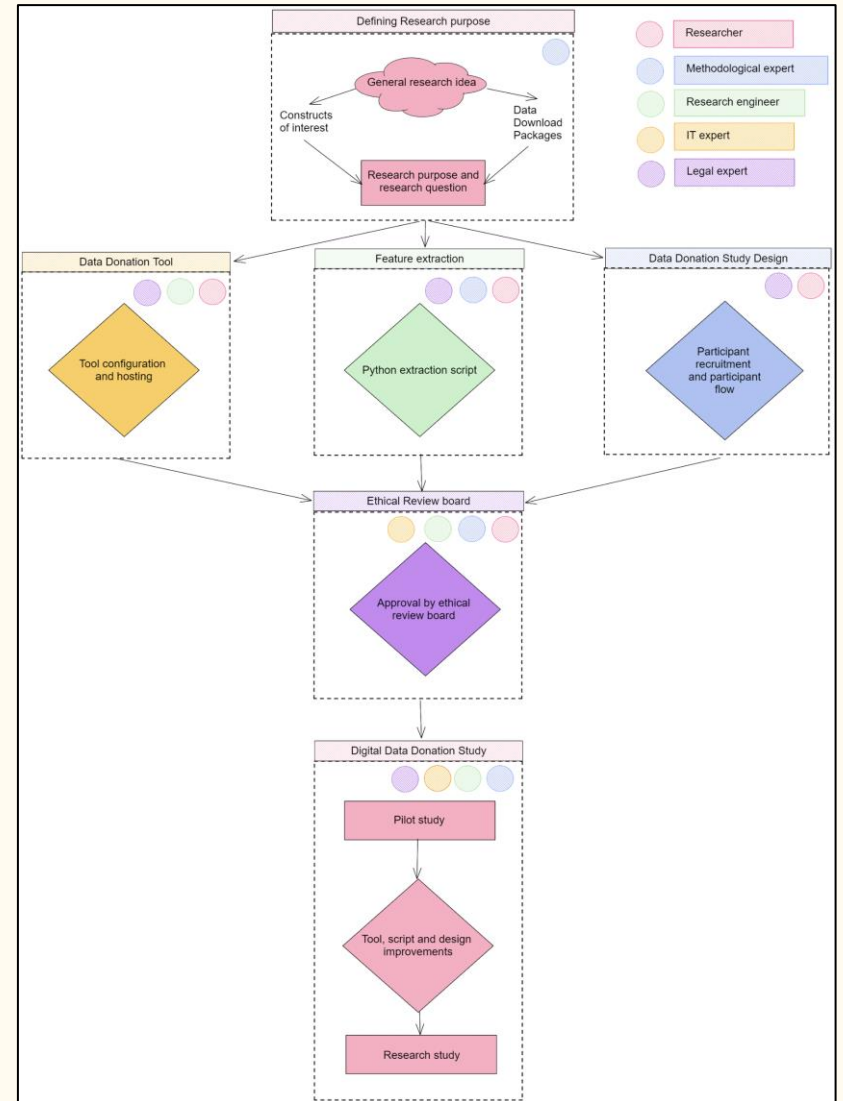 Defining Research purpose
General research idea
Constructs
of interest
Data
Download
Packages
Research purpose and
research question
Researcher
Methodological expert
Research engineer
IT expert
Legal expert
Data Donation Tool
Tool configuration
and hosting
Feature extraction
Python extraction script
Data Donation Study Design
Participant
recruitment
and participant
flow
Ethical Review board
Approval by ethical
review board
Digital Data Donation Study
Pilot study
Tool, script and design
improvements
Research study